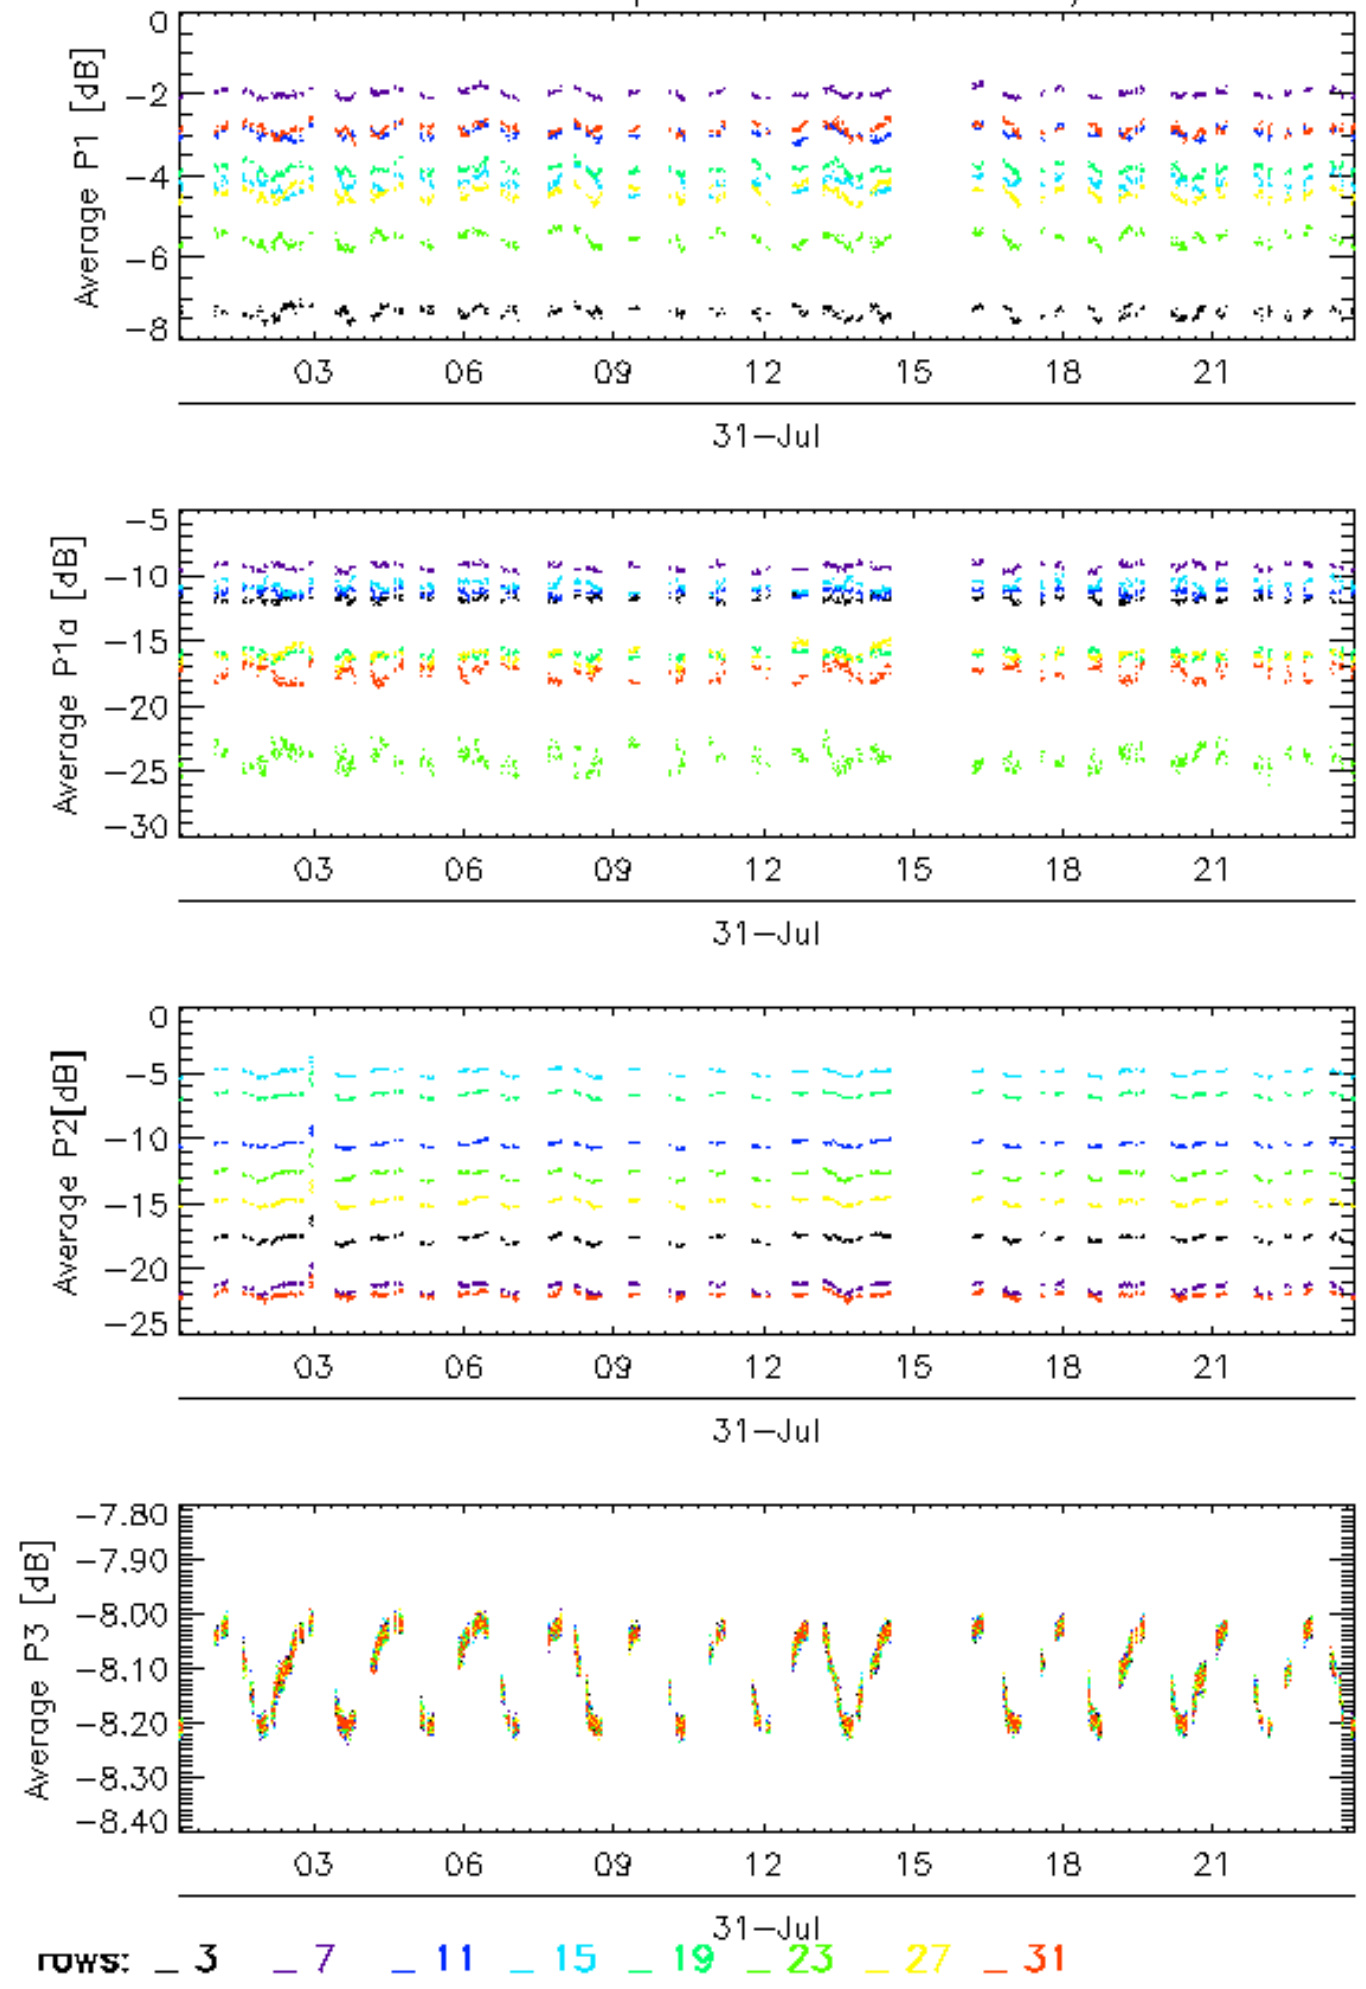 Average P1 [dB]
0
−2
−4
−6
−8
03 06 09 12 15 18 21
31−Jul
Average P1a [dB]
−5
−10
−15
−20
−25
−30
03 06 09 12 15 18 21
31−Jul
Average P2[dB]
0
−5
−10
−15
−20
−25
03 06 09 12 15 18 21
31−Jul
Average P3 [dB]
−7.80
−7.90
−8.00
−8.10
−8.20
−8.30
−8.40
03 06 09 12 15 18 21
31−Jul
rows: _ 3 _ 7 _ 11 _ 15 _ 19 _ 23 _ 27 _ 31